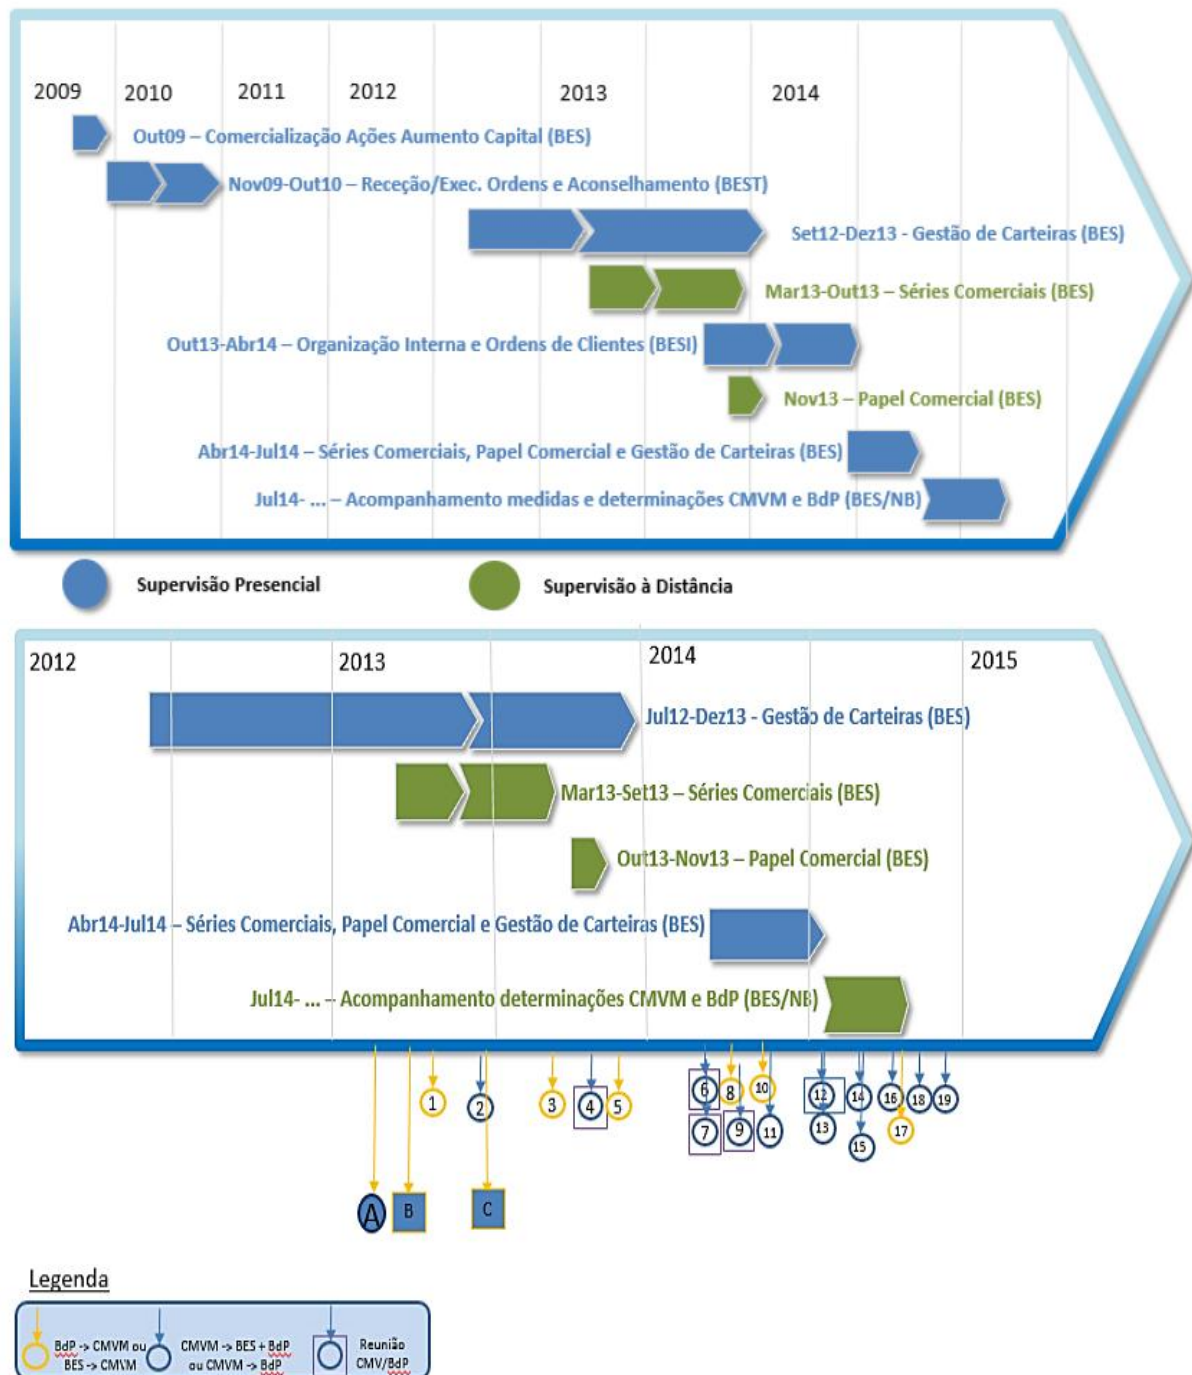 2009 2010 2011 2012 2013 2014
Out09 – Comercialização Ações Aumento Capital (BES)
Nov09-Out10 – Receção/Exec. Ordens e Aconselhamento (BEST)
Set12-Dez13 - Gestão de Carteiras (BES)
Mar13-Out13 – Séries Comerciais (BES)
Out13-Abr14 – Organização Interna e Ordens de Clientes (BESI)
Nov13 – Papel Comercial (BES)
Abr14-Jul14 – Séries Comerciais, Papel Comercial e Gestão de Carteiras (BES)
Jul14- ... – Acompanhamento medidas e determinações CMVM e BdP (BES/NB)
Supervisão Presencial Supervisão à Distância
2012 2013 2014 2015
Jul12-Dez13 - Gestão de Carteiras (BES)
Mar13-Set13 – Séries Comerciais (BES)
Out13-Nov13 – Papel Comercial (BES)
Abr14-Jul14 – Séries Comerciais, Papel Comercial e Gestão de Carteiras (BES)
Jul14- ... – Acompanhamento determinações CMVM e BdP (BES/NB)
1 2 3 4 5 6 8 10 12 14 16 18 19
7 9 11 13 15 17
A B C
Legenda
BdP -> CMVM ou CMVM -> BES + BdP Reunião
BES -> CMVM ou CMVM -> BdP CMV/BdP